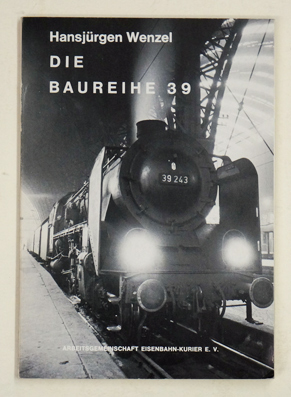 Hansjürgen Wenzel
DIE
BAUREIHE 39
39 243
ARBEITSGEMEINSCHAFT EISENBAHN-KURIER E. V.